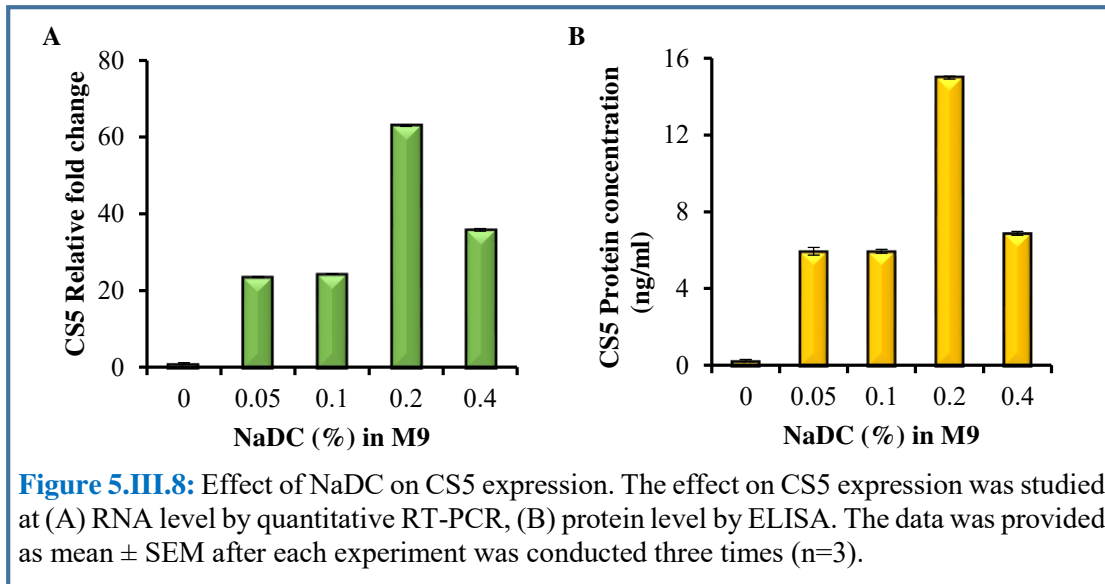 A
80
60
40
20
0
CS5 Relative fold change
0 0.05 0.1 0.2 0.4
NaDC (%) in M9
B
16
12
8
4
0
CS5 Protein concentration
(ng/ml)
0 0.05 0.1 0.2 0.4
NaDC (%) in M9
Figure 5.III.8: Effect of NaDC on CS5 expression. The effect on CS5 expression was studied
at (A) RNA level by quantitative RT-PCR, (B) protein level by ELISA. The data was provided
as mean ± SEM after each experiment was conducted three times (n=3).